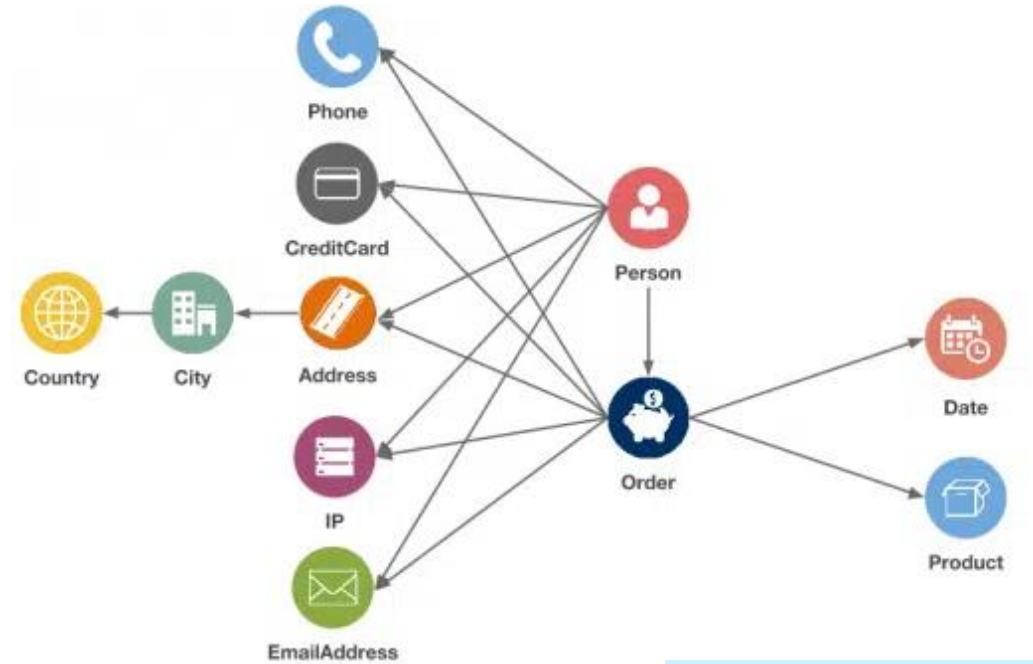 Phone
CreditCard
Person
Country
City
Address
Date
$
Order
IP
Product
EmailAddress